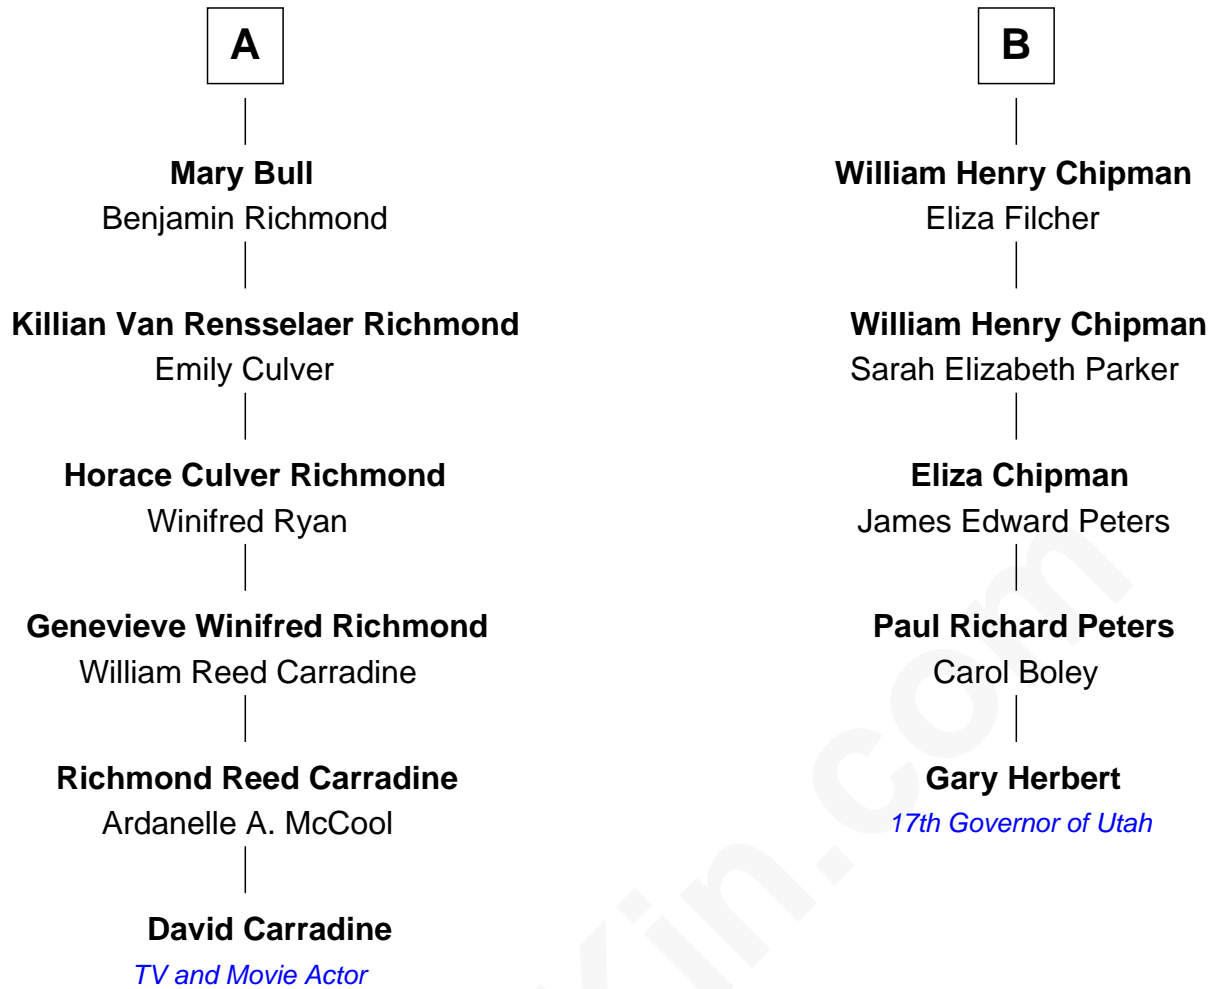 A
Mary Bull
Benjamin Richmond
Killian Van Rensselaer Richmond
Emily Culver
Horace Culver Richmond
Winifred Ryan
Genevieve Winifred Richmond
William Reed Carradine
Richmond Reed Carradine
Ardanelle A. McCool
David Carradine
TV and Movie Actor
B
William Henry Chipman
Eliza Filcher
William Henry Chipman
Sarah Elizabeth Parker
Eliza Chipman
James Edward Peters
Paul Richard Peters
Carol Boley
Gary Herbert
17th Governor of Utah
Kin.com